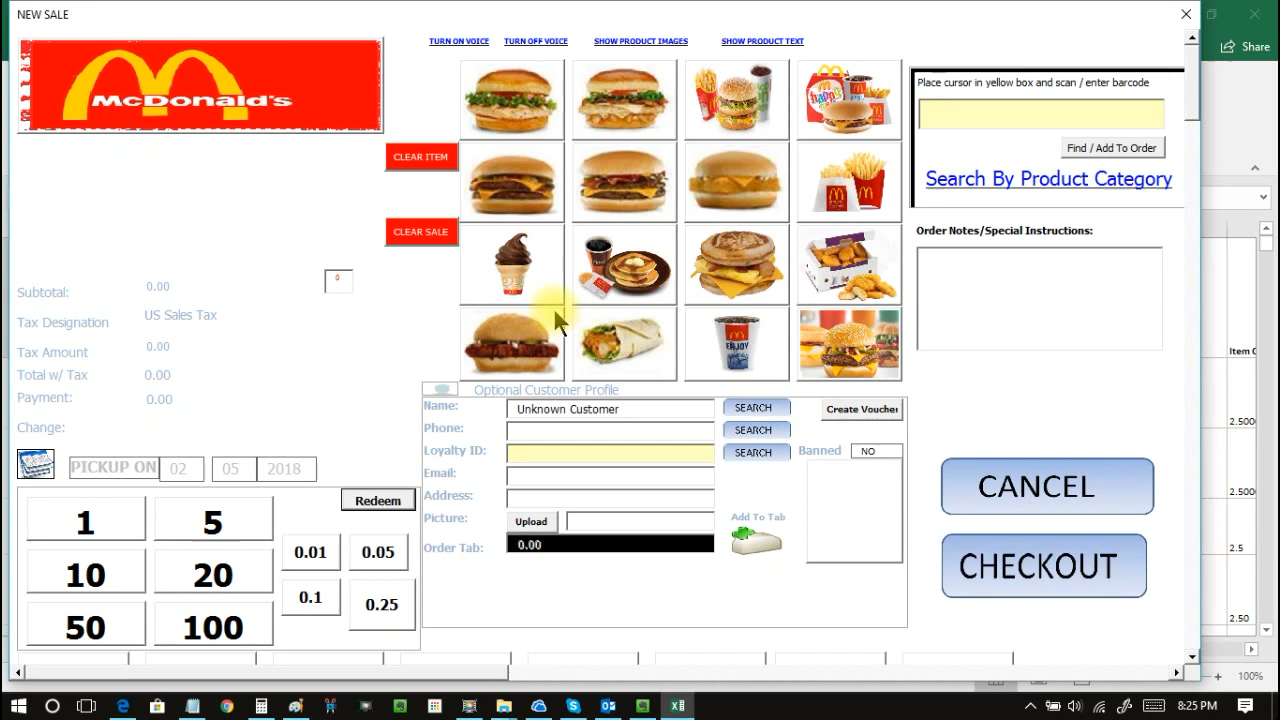 NEW SALE
Share
TURN ON VOICE
TURN OFF VOICE
SHOW PRODUCT IMAGES
SHOW PRODUCT TEXT
McDonald's
Place cursor in yellow box and scan / enter barcode
Find / Add To Order
Search By Product Category
CLEAR ITEM
CLEAR SALE
Order Notes/Special Instructions:
0
Subtotal: 0.00
Tax Designation US Sales Tax
Tax Amount 0.00
Total w/ Tax 0.00
Payment: 0.00
Change:
PICKUP ON 02 05 2018
Redeem
1 5
10 20
50 100
0.01 0.05
0.1 0.25
happy
ENJOY
Optional Customer Profile
Name: Unknown Customer SEARCH
Phone: SEARCH
Loyalty ID: SEARCH
Email:
Address:
Picture: Upload
Order Tab: 0.00
Create Voucher
Banned NO
Add To Tab
CANCEL
CHECKOUT
2.5000
2.5
2.50
100%
8:25 PM